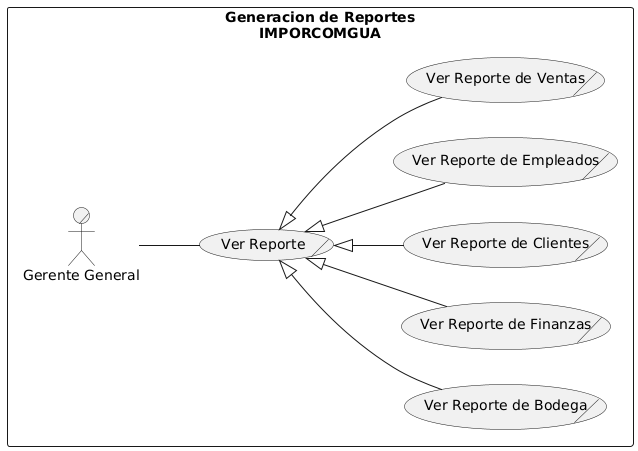 Generacion de Reportes
IMPORCOMGUA
Ver Reporte de Ventas
Ver Reporte de Empleados
Ver Reporte
Ver Reporte de Clientes
Gerente General
Ver Reporte de Finanzas
Ver Reporte de Bodega